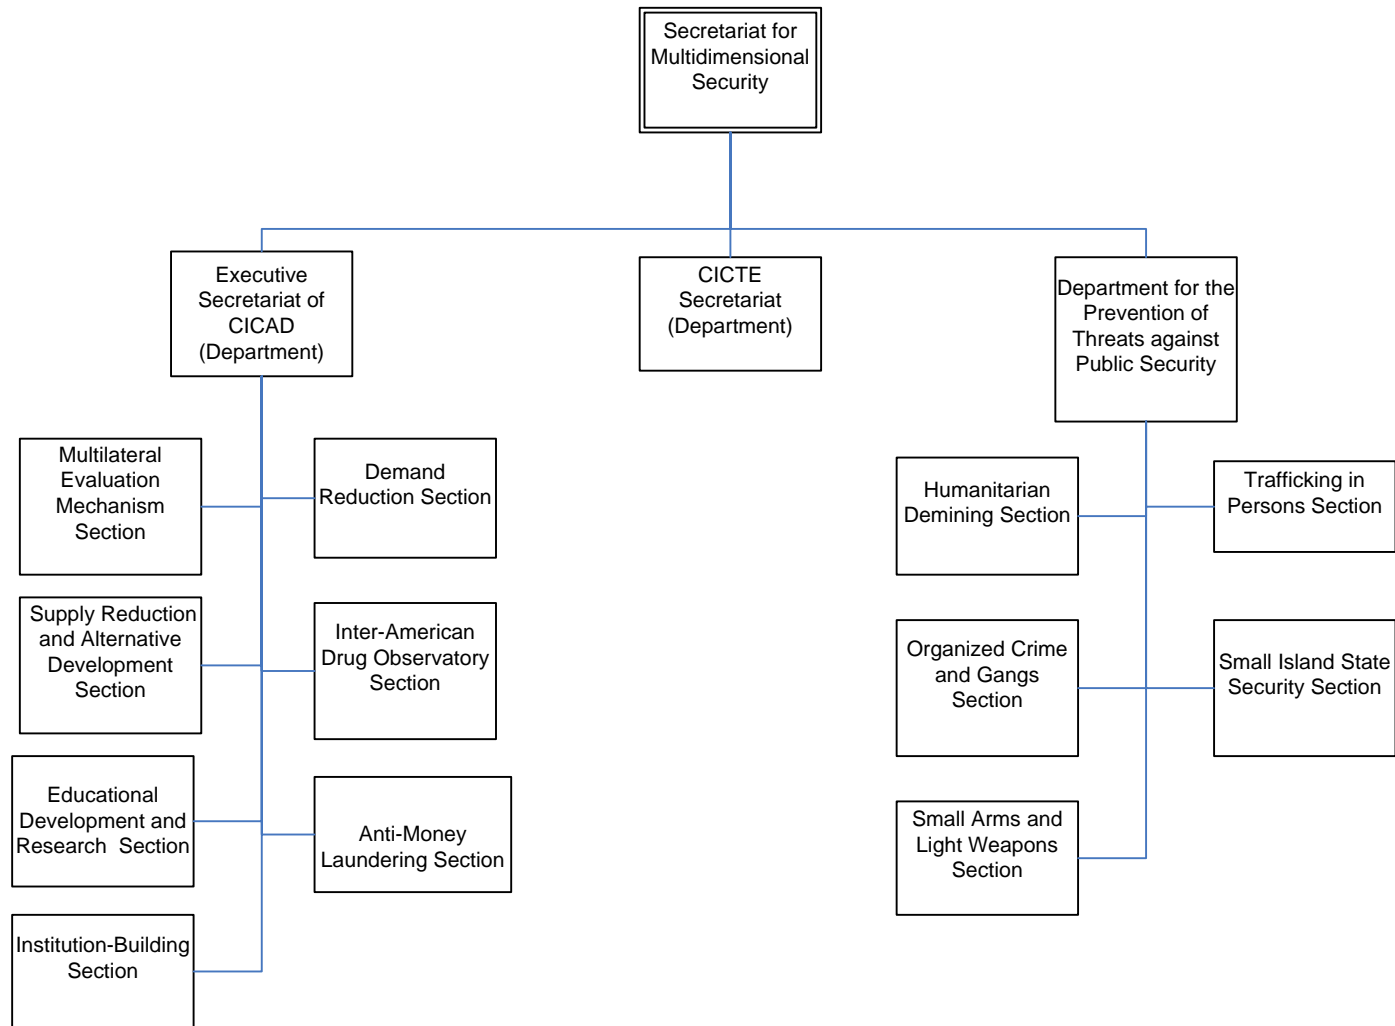 Secretariat for
Multidimensional
Security
Executive
Secretariat of
CICAD
(Department)
CICTE
Secretariat
(Department)
Department for the
Prevention of
Threats against
Public Security
Multilateral
Evaluation
Mechanism
Section
Demand
Reduction Section
Humanitarian
Demining Section
Trafficking in
Persons Section
Supply Reduction
and Alternative
Development
Section
Inter-American
Drug Observatory
Section
Organized Crime
and Gangs
Section
Small Island State
Security Section
Educational
Development and
Research  Section
Anti-Money
Laundering Section
Small Arms and
Light Weapons
Section
Institution-Building
Section